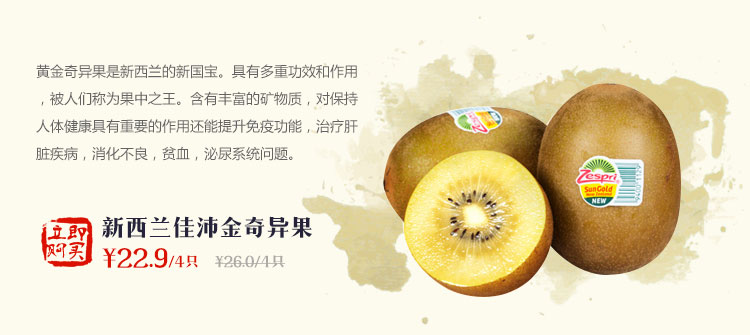 黄金奇异果是新西兰的新国宝。具有多重功效和作用
，被人们称为果中之王。含有丰富的矿物质，对保持
人体健康具有重要的作用还能提升免疫功能，治疗肝
脏疾病，消化不良，贫血，泌尿系统问题。
立即
购买
新西兰佳沛金奇异果
¥22.9/4只 ¥26.0/4只
Zespri
Zespri
SunGold
New Zealand
NEW